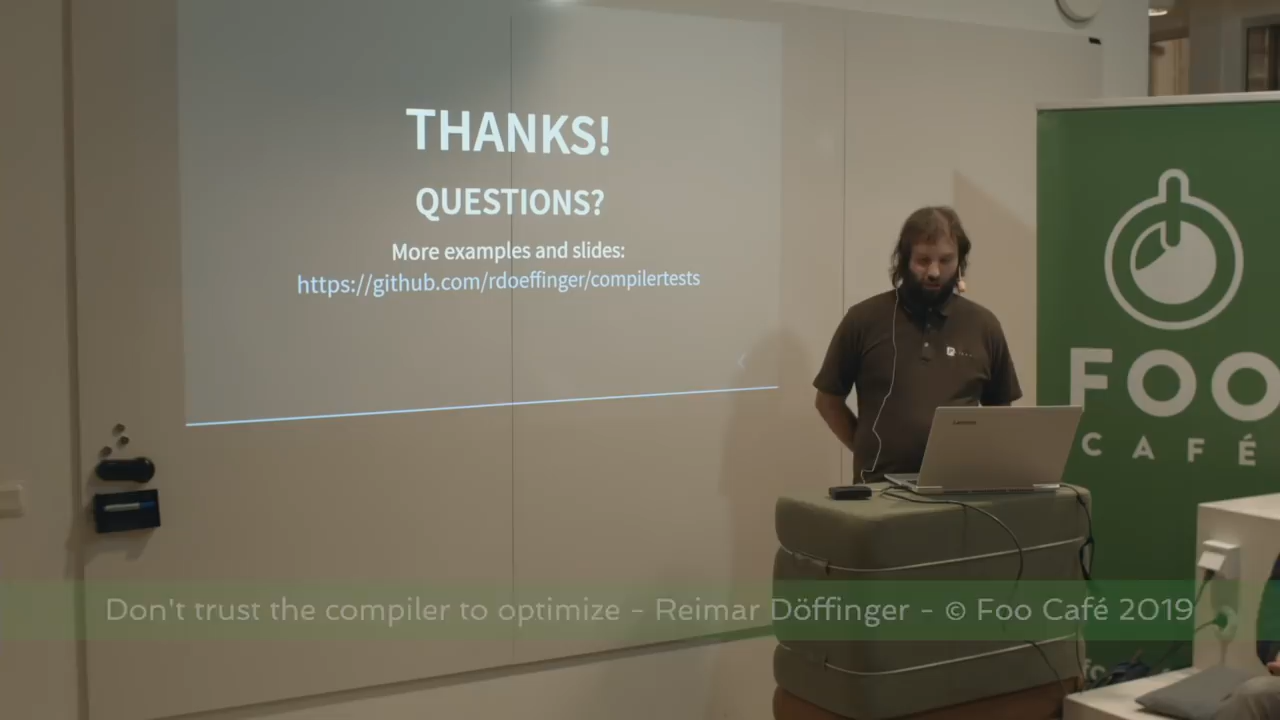 THANKS!
QUESTIONS?
More examples and slides:
https://github.com/rdoeffinger/compilertests
FOO
CAFÉ
Don't trust the compiler to optimize - Reimar Döffinger - © Foo Café 2019